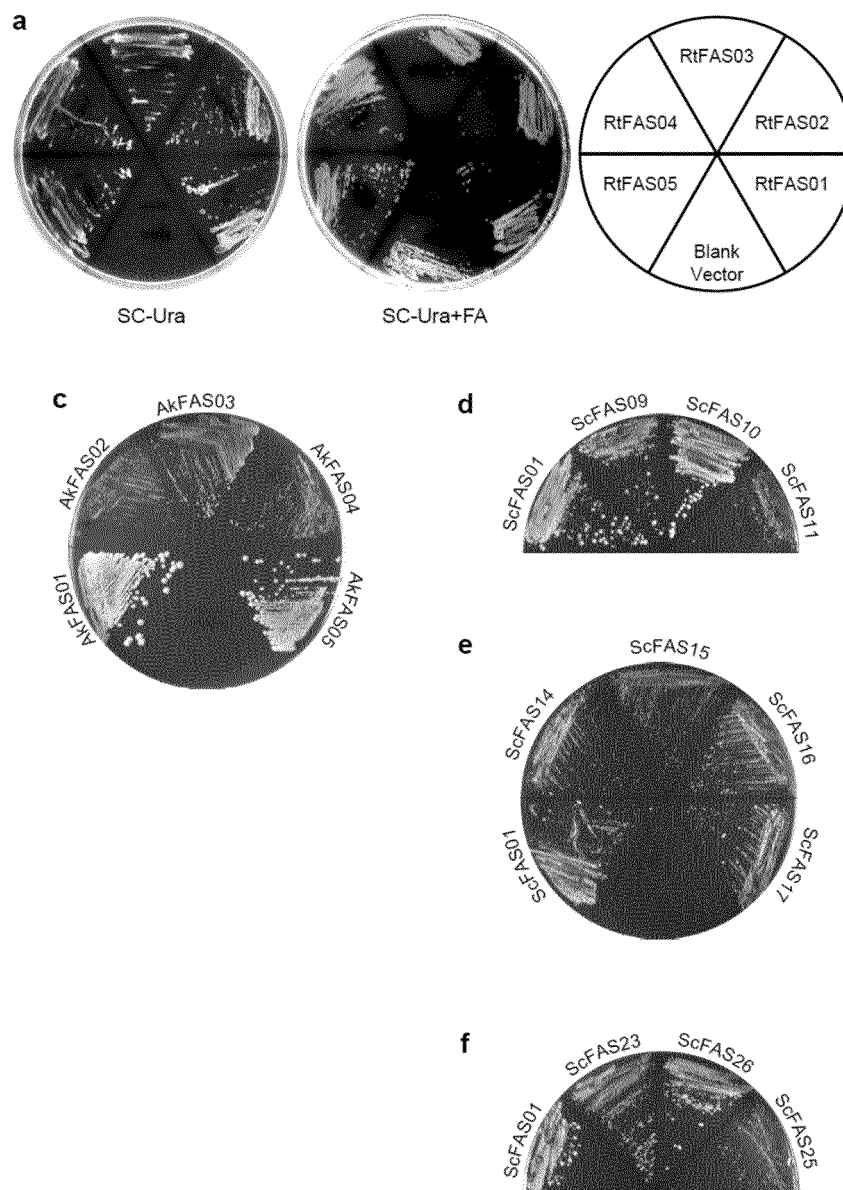 a
RtFAS03
RtFAS04
RtFAS02
RtFAS05
RtFAS01
Blank
Vector
SC-Ura
SC-Ura+FA
c
AkFAS03
AkFAS02
AkFAS04
AkFAS01
AkFAS05
d
ScFAS09
ScFAS10
ScFAS01
ScFAS11
e
ScFAS15
ScFAS14
ScFAS16
ScFAS01
ScFAS17
f
ScFAS23
ScFAS26
ScFAS01
ScFAS25